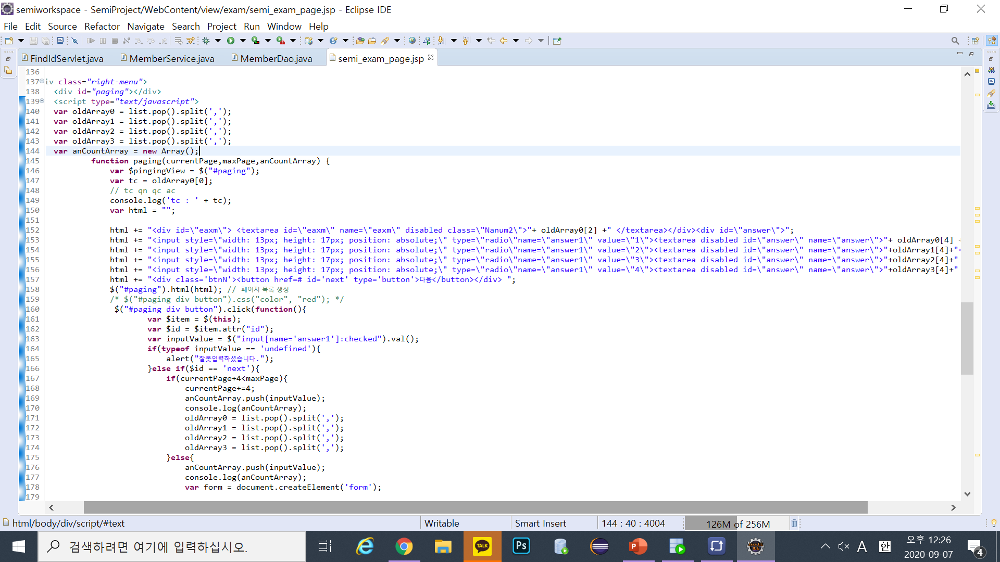 semiworkspace - SemiProject/WebContent/view/exam/semi_exam_page.jsp - Eclipse IDE
File Edit Source Refactor Navigate Search Project Run Window Help
FindIdServlet.java MemberService.java MemberDao.java semi_exam_page.jsp
136
137 iv class="right-menu">
138 <div id="paging"></div>
139 <script type="text/javascript">
140 var oldArray0 = list.pop().split(',');
141 var oldArray1 = list.pop().split(',');
142 var oldArray2 = list.pop().split(',');
143 var oldArray3 = list.pop().split(',');
144 var anCountArray = new Array();
145 function paging(currentPage,maxPage,anCountArray) {
146 var $pingingView = $("#paging");
147 var tc = oldArray0[0];
148 // tc qn qc ac
149 console.log('tc : ' + tc);
150 var html = "";
151
152 html += "<div id=\"eaxm\"> <textarea id=\"eaxm\" name=\"eaxm\" disabled class=\"Nanum2\">"+ oldArray0[2] +" </textarea></div><div id=\"answer\">";
153 html += "<input style=\"width: 13px; height: 17px; position: absolute;\" type=\"radio\"name=\"answer1\" value=\"1\"><textarea disabled id=\"answer\" name=\"answer\">"+ oldArray0[4] +
154 html += "<input style=\"width: 13px; height: 17px; position: absolute;\" type=\"radio\"name=\"answer1\" value=\"2\"><textarea disabled id=\"answer\" name=\"answer\">"+oldArray1[4]+"<
155 html += "<input style=\"width: 13px; height: 17px; position: absolute;\" type=\"radio\"name=\"answer1\" value=\"3\"><textarea disabled id=\"answer\" name=\"answer\">"+oldArray2[4]+"
156 html += "<input style=\"width: 13px; height: 17px; position: absolute;\" type=\"radio\"name=\"answer1\" value=\"4\"><textarea disabled id=\"answer\" name=\"answer\">"+oldArray3[4]+"
157 html += "<div class='btnN'><button href=# id='next' type='button'>다음</button></div> ";
158 $("#paging").html(html); // 페이지 목록 생성
159 /* $("#paging div button").css("color", "red"); */
160 $("#paging div button").click(function(){
161 var $item = $(this);
162 var $id = $item.attr("id");
163 var inputValue = $("input[name='answer1']:checked").val();
164 if(typeof inputValue == 'undefined'){
165 alert("잘못입력하셨습니다.");
166 }else if($id == 'next'){
167 if(currentPage+4<maxPage){
168 currentPage+=4;
169 anCountArray.push(inputValue);
170 console.log(anCountArray);
171 oldArray0 = list.pop().split(',');
172 oldArray1 = list.pop().split(',');
173 oldArray2 = list.pop().split(',');
174 oldArray3 = list.pop().split(',');
175 }else{
176 anCountArray.push(inputValue);
177 console.log(anCountArray);
178 var form = document.createElement('form');
179
html/body/div/script/#text Writable Smart Insert 144 : 40 : 4004 126M of 256M
검색하려면 여기에 입력하십시오. TALK Ps P Java EE IDE A 한 오후 12:26
2020-09-07 4